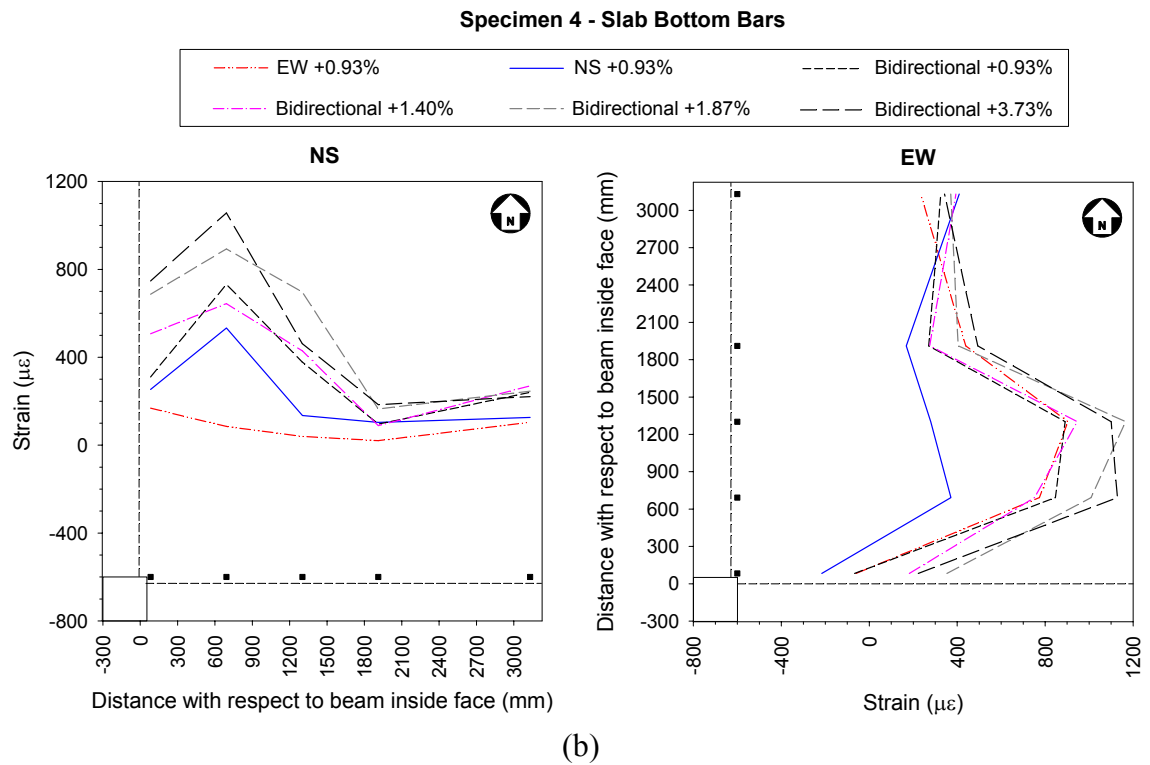 Specimen 4 - Slab Bottom Bars
EW +0.93%
NS +0.93%
Bidirectional +0.93%
Bidirectional +1.40%
Bidirectional +1.87%
Bidirectional +3.73%
NS
1200
800
400
0
-400
-800
Strain (με)
N
-300
0
300
600
900
1200
1500
1800
2100
2400
2700
3000
Distance with respect to beam inside face (mm)
EW
3000
2700
2400
2100
1800
1500
1200
900
600
300
0
-300
Distance with respect to beam inside face (mm)
N
-800
-400
0
400
800
1200
Strain (με)
(b)